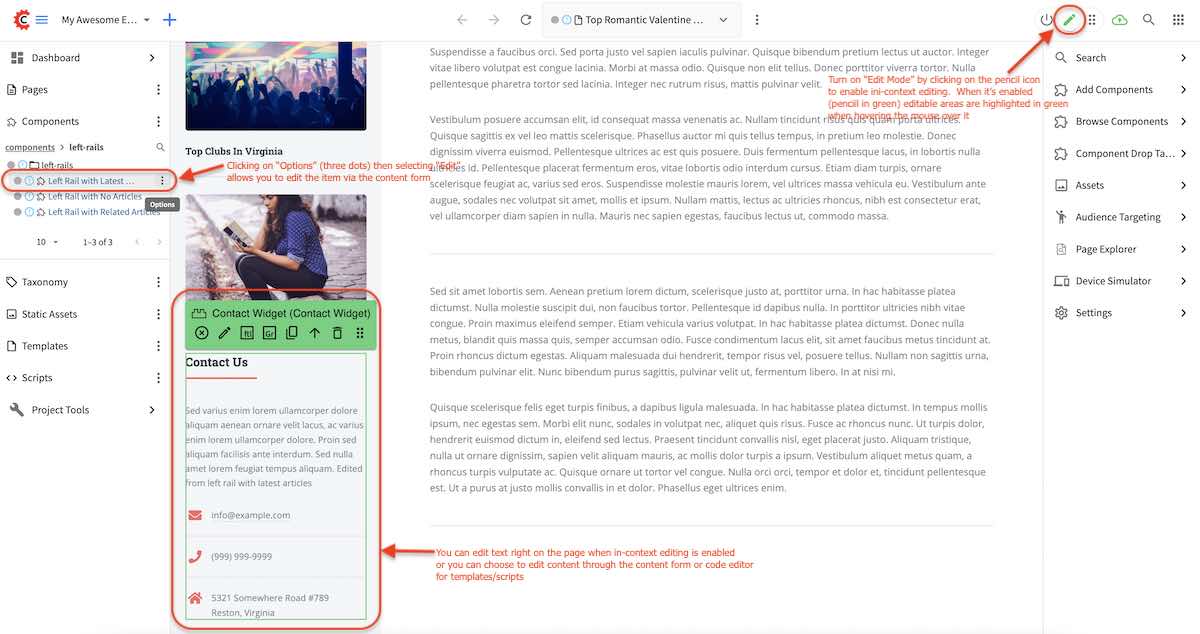 My Awesome E...
Top Romantic Valentine ...
Dashboard
Pages
Components
components > left-rails
left-rails
Left Rail with Latest ...
Left Rail with No Articles
Left Rail with Related Articles
Options
10
1–3 of 3
Taxonomy
Static Assets
Templates
Scripts
Project Tools
Top Clubs In Virginia
Clicking on "Options" (three dots) then selecting "Edit"
allows you to edit the item via the content form
Contact Widget (Contact Widget)
ftl
Gr
Contact Us
Sed varius enim lorem ullamcorper dolore
aliquam aenean ornare velit lacus, ac varius
enim lorem ullamcorper dolore. Proin sed
aliquam facilisis ante interdum. Sed nulla
amet lorem feugiat tempus aliquam. Edited
from left rail with latest articles
info@example.com
(999) 999-9999
5321 Somewhere Road #789
Reston, Virginia
Suspendisse a faucibus orci. Sed porta justo vel sapien iaculis pulvinar. Quisque bibendum pretium lectus ut auctor. Integer
vitae libero volutpat est congue lacinia. Morbi at massa odio. Quisque non elit tellus. Donec porttitor viverra tortor. Nulla
pellentesque pharetra tortor sed lacinia. Integer nec rutrum risus, mattis pulvinar velit.
Vestibulum posuere accumsan elit, id consequat massa venenatis ac. Nullam tincidunt risus quis quam porta ultrices.
Quisque sagittis ex vel leo mattis scelerisque. Phasellus auctor mi quis tellus tempus, in pretium leo molestie. Donec
dignissim viverra euismod. Pellentesque ultrices ac est quis posuere. Duis fermentum pellentesque lacus, in lobortis nulla
ultricies id. Pellentesque placerat fermentum eros, vitae lobortis odio interdum cursus. Etiam diam turpis, ornare
scelerisque feugiat ac, varius sed eros. Suspendisse molestie mauris lorem, vel ultrices massa vehicula eu. Vestibulum ante
augue, sodales nec volutpat sit amet, mollis et ipsum. Nullam mattis, lectus ac ultricies rhoncus, nibh est consectetur erat,
vel ullamcorper diam sapien in nulla. Mauris nec sapien egestas, faucibus lectus ut, commodo massa.
Sed sit amet lobortis sem. Aenean pretium lorem dictum, scelerisque justo at, porttitor urna. In hac habitasse platea
dictumst. Nulla molestie suscipit dui, non faucibus tortor. Pellentesque id dapibus nulla. In porttitor ultricies nibh vitae
congue. Proin maximus eleifend semper. Etiam vehicula varius volutpat. In hac habitasse platea dictumst. Donec nulla
metus, blandit quis massa quis, semper accumsan odio. Fusce condimentum lacus elit, sit amet faucibus metus tincidunt at.
Proin rhoncus dictum egestas. Aliquam malesuada dui hendrerit, tempor risus vel, posuere tellus. Nullam non sagittis urna,
bibendum pulvinar elit. Nunc bibendum purus sagittis, pulvinar velit ut, fermentum libero. In at nisi mi.
Quisque scelerisque felis eget turpis finibus, a dapibus ligula malesuada. In hac habitasse platea dictumst. In tempus mollis
ipsum, nec egestas sem. Morbi elit nunc, sodales in volutpat nec, aliquet quis risus. Fusce ac rhoncus nunc. Ut turpis dolor,
hendrerit euismod dictum in, eleifend sed lectus. Praesent tincidunt convallis nisl, eget placerat justo. Aliquam tristique,
nulla ut ornare dignissim, sapien velit aliquam mauris, ac mollis dolor turpis a ipsum. Vestibulum aliquet metus quam, a
rhoncus turpis vulputate ac. Quisque ornare ut tortor vel congue. Nulla orci orci, tempor et dolor et, tincidunt pellentesque
est. Ut a purus at justo mollis convallis in et dolor. Phasellus eget ultrices enim.
You can edit text right on the page when in-context editing is enabled
or you can choose to edit content through the content form or code editor
for templates/scripts
Turn on "Edit Mode" by clicking on the pencil icon
to enable ini-context editing. When it's enabled
(penciil in green) editable areas are highlighted in green
when hovering the mouse over it
Search
Add Components
Browse Components
Component Drop Ta...
Assets
Audience Targeting
Page Explorer
Device Simulator
Settings